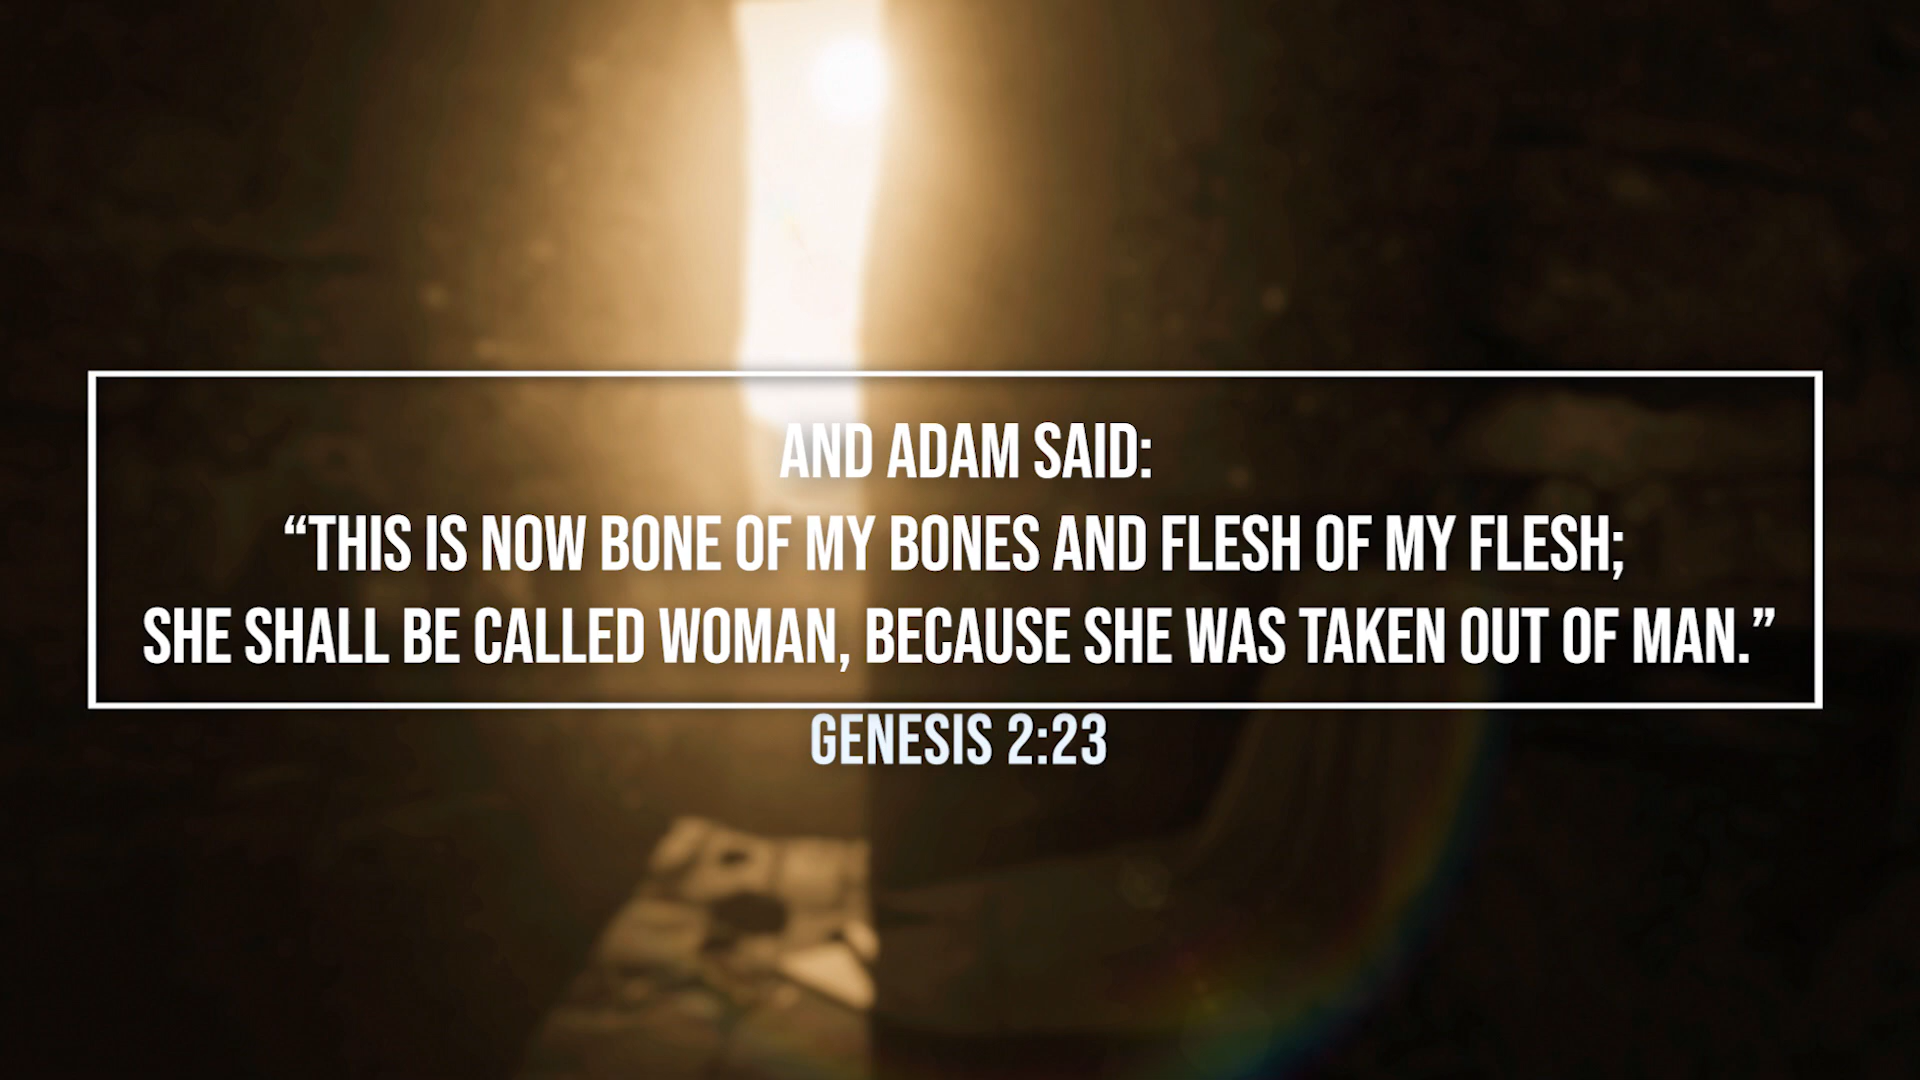 AND ADAM SAID:
“THIS IS NOW BONE OF MY BONES AND FLESH OF MY FLESH;
SHE SHALL BE CALLED WOMAN, BECAUSE SHE WAS TAKEN OUT OF MAN.”
GENESIS 2:23